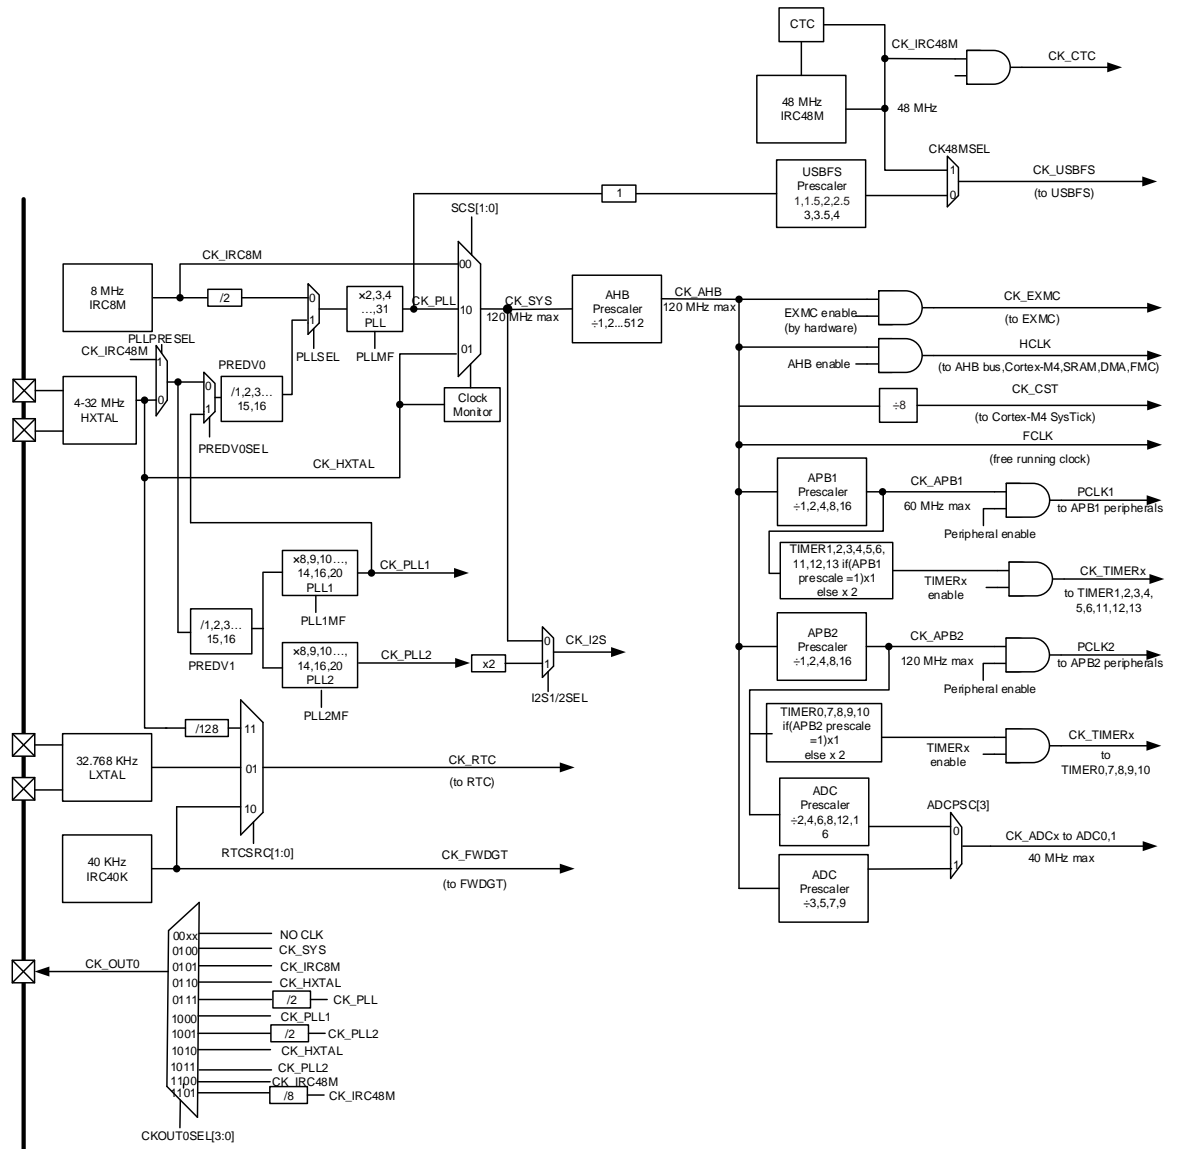 CTC
CK_IRC48M
CK_CTC
48 MHz
IRC48M
48 MHz
CK48MSEL
1
0
CK_USBFS
(to USBFS)
USBFS
Prescaler
1,1.5,2,2.5
3,3.5,4
1
SCS[1:0]
CK_IRC8M
00
8 MHz
IRC8M
/2
0
1
PLLSEL
×2,3,4
…,31
PLL
PLLMF
CK_PLL
10
01
CK_SYS
120 MHz max
AHB
Prescaler
÷1,2...512
CK_AHB
120 MHz max
EXMC enable
(by hardware)
CK_EXMC
(to EXMC)
AHB enable
HCLK
(to AHB bus,Cortex-M4,SRAM,DMA,FMC)
÷8
CK_CST
(to Cortex-M4 SysTick)
FCLK
(free running clock)
PLLPRESEL
CK_IRC48M
1
0
4-32 MHz
HXTAL
PREDV0
0
1
/1,2,3…
15,16
PREDV0SEL
Clock
Monitor
CK_HXTAL
APB1
Prescaler
÷1,2,4,8,16
CK_APB1
60 MHz max
Peripheral enable
PCLK1
to APB1 peripherals
TIMER1,2,3,4,5,6,
11,12,13 if(APB1
prescale =1)x1
else x 2
TIMERx
enable
CK_TIMERx
to TIMER1,2,3,4,
5,6,11,12,13
×8,9,10…,
14,16,20
PLL1
PLL1MF
CK_PLL1
/1,2,3…
15,16
PREDV1
×8,9,10…,
14,16,20
PLL2
PLL2MF
CK_PLL2
x2
0
1
CK_I2S
I2S1/2SEL
APB2
Prescaler
÷1,2,4,8,16
CK_APB2
120 MHz max
Peripheral enable
PCLK2
to APB2 peripherals
TIMER0,7,8,9,10
if(APB2 prescale
=1)x1
else x 2
TIMERx
enable
CK_TIMERx
to
TIMER0,7,8,9,10
/128
11
01
10
32.768 KHz
LXTAL
CK_RTC
(to RTC)
RTCSRC[1:0]
40 KHz
IRC40K
CK_FWDGT
(to FWDGT)
ADC
Prescaler
÷2,4,6,8,12,1
6
ADCPSC[3]
0
1
CK_ADCx to ADC0,1
40 MHz max
ADC
Prescaler
÷3,5,7,9
CK_OUT0
00xx NO CLK
0100 CK_SYS
0101 CK_IRC8M
0110 CK_HXTAL
0111 /2 CK_PLL
1000 CK_PLL1
1001 /2 CK_PLL2
1010 CK_HXTAL
1011 CK_PLL2
1100 CK_IRC48M
1101 /8 CK_IRC48M
CKOUT0SEL[3:0]